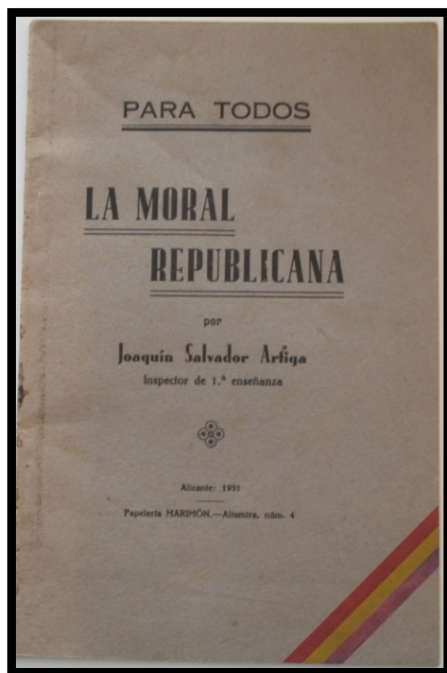 PARA TODOS
LA MORAL
REPUBLICANA
por
Joaquín Salvador Artiga
Inspector de 1.ª enseñanza
Alicante: 1931
Papelería MARIMÓN.—Altamira, núm. 4